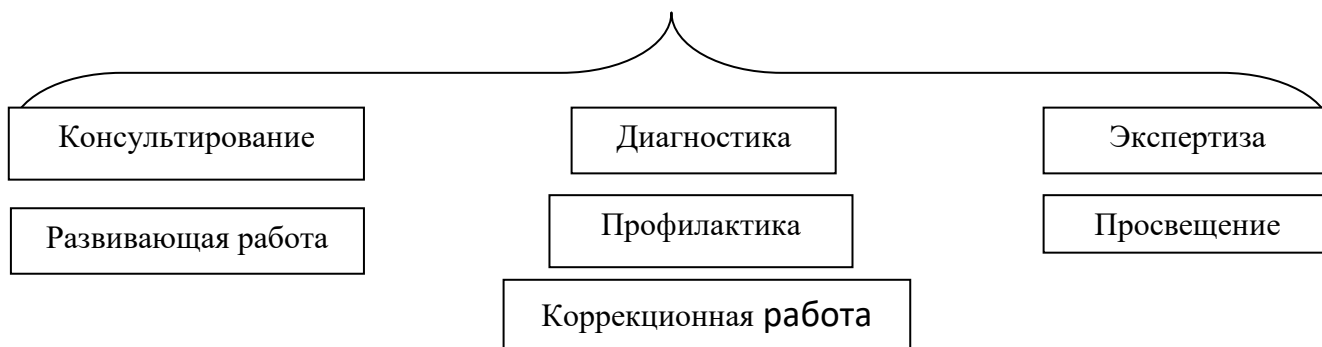 Консультирование
Диагностика
Экспертиза
Развивающая работа
Профилактика
Просвещение
Коррекционная работа